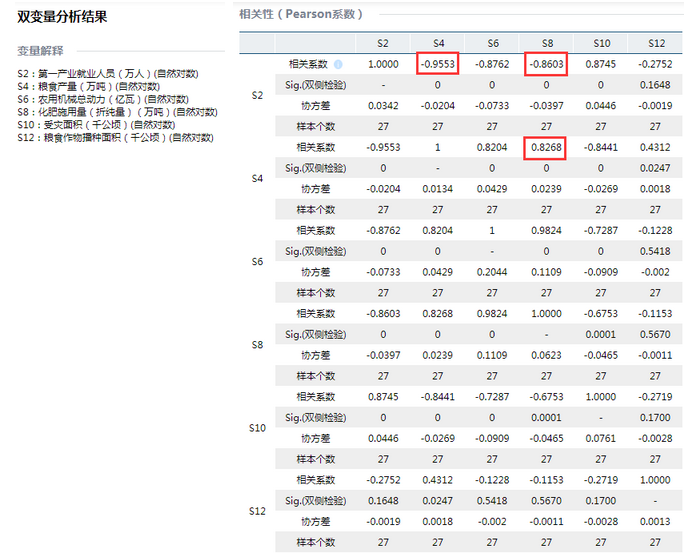 双变量分析结果
变量解释
S2：第一产业就业人员（万人）(自然对数)
S4：粮食产量（万吨）(自然对数)
S6：农用机械总动力（亿瓦）(自然对数)
S8：化肥施用量（折纯量）（万吨）(自然对数)
S10：受灾面积（千公顷）(自然对数)
S12：粮食作物播种面积（千公顷）(自然对数)
相关性（Pearson系数）
S2 S4 S6 S8 S10 S12
S2
相关系数 1.0000 -0.9553 -0.8762 -0.8603 0.8745 -0.2752
Sig.(双侧检验) - 0 0 0 0 0.1648
协方差 0.0342 -0.0204 -0.0733 -0.0397 0.0446 -0.0019
样本个数 27 27 27 27 27 27
S4
相关系数 -0.9553 1 0.8204 0.8268 -0.8441 0.4312
Sig.(双侧检验) 0 - 0 0 0 0.0247
协方差 -0.0204 0.0134 0.0429 0.0239 -0.0269 0.0018
样本个数 27 27 27 27 27 27
S6
相关系数 -0.8762 0.8204 1 0.9824 -0.7287 -0.1228
Sig.(双侧检验) 0 0 - 0 0 0.5418
协方差 -0.0733 0.0429 0.2044 0.1109 -0.0909 -0.002
样本个数 27 27 27 27 27 27
S8
相关系数 -0.8603 0.8268 0.9824 1.0000 -0.6753 -0.1153
Sig.(双侧检验) 0 0 0 - 0.0001 0.5670
协方差 -0.0397 0.0239 0.1109 0.0623 -0.0465 -0.0011
样本个数 27 27 27 27 27 27
S10
相关系数 0.8745 -0.8441 -0.7287 -0.6753 1.0000 -0.2719
Sig.(双侧检验) 0 0 0 0.0001 - 0.1700
协方差 0.0446 -0.0269 -0.0909 -0.0465 0.0761 -0.0028
样本个数 27 27 27 27 27 27
S12
相关系数 -0.2752 0.4312 -0.1228 -0.1153 -0.2719 1.0000
Sig.(双侧检验) 0.1648 0.0247 0.5418 0.5670 0.1700 -
协方差 -0.0019 0.0018 -0.002 -0.0011 -0.0028 0.0013
样本个数 27 27 27 27 27 27